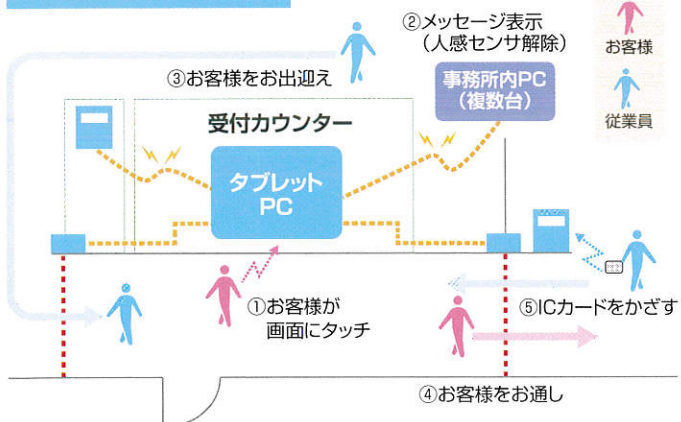 ②メッセージ表示
（人感センサ解除）
お客様
③お客様をお出迎え
事務所内PC
（複数台）
従業員
受付カウンター
タブレット
PC
①お客様が
画面にタッチ
⑤ICカードをかざす
④お客様をお通し